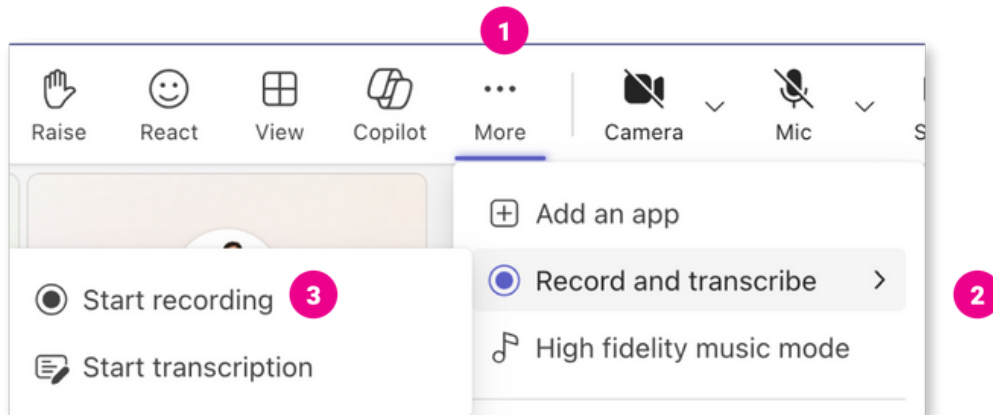 1
Raise React View Copilot More Camera Mic S
Add an app
Record and transcribe 2
Start recording 3
High fidelity music mode
Start transcription